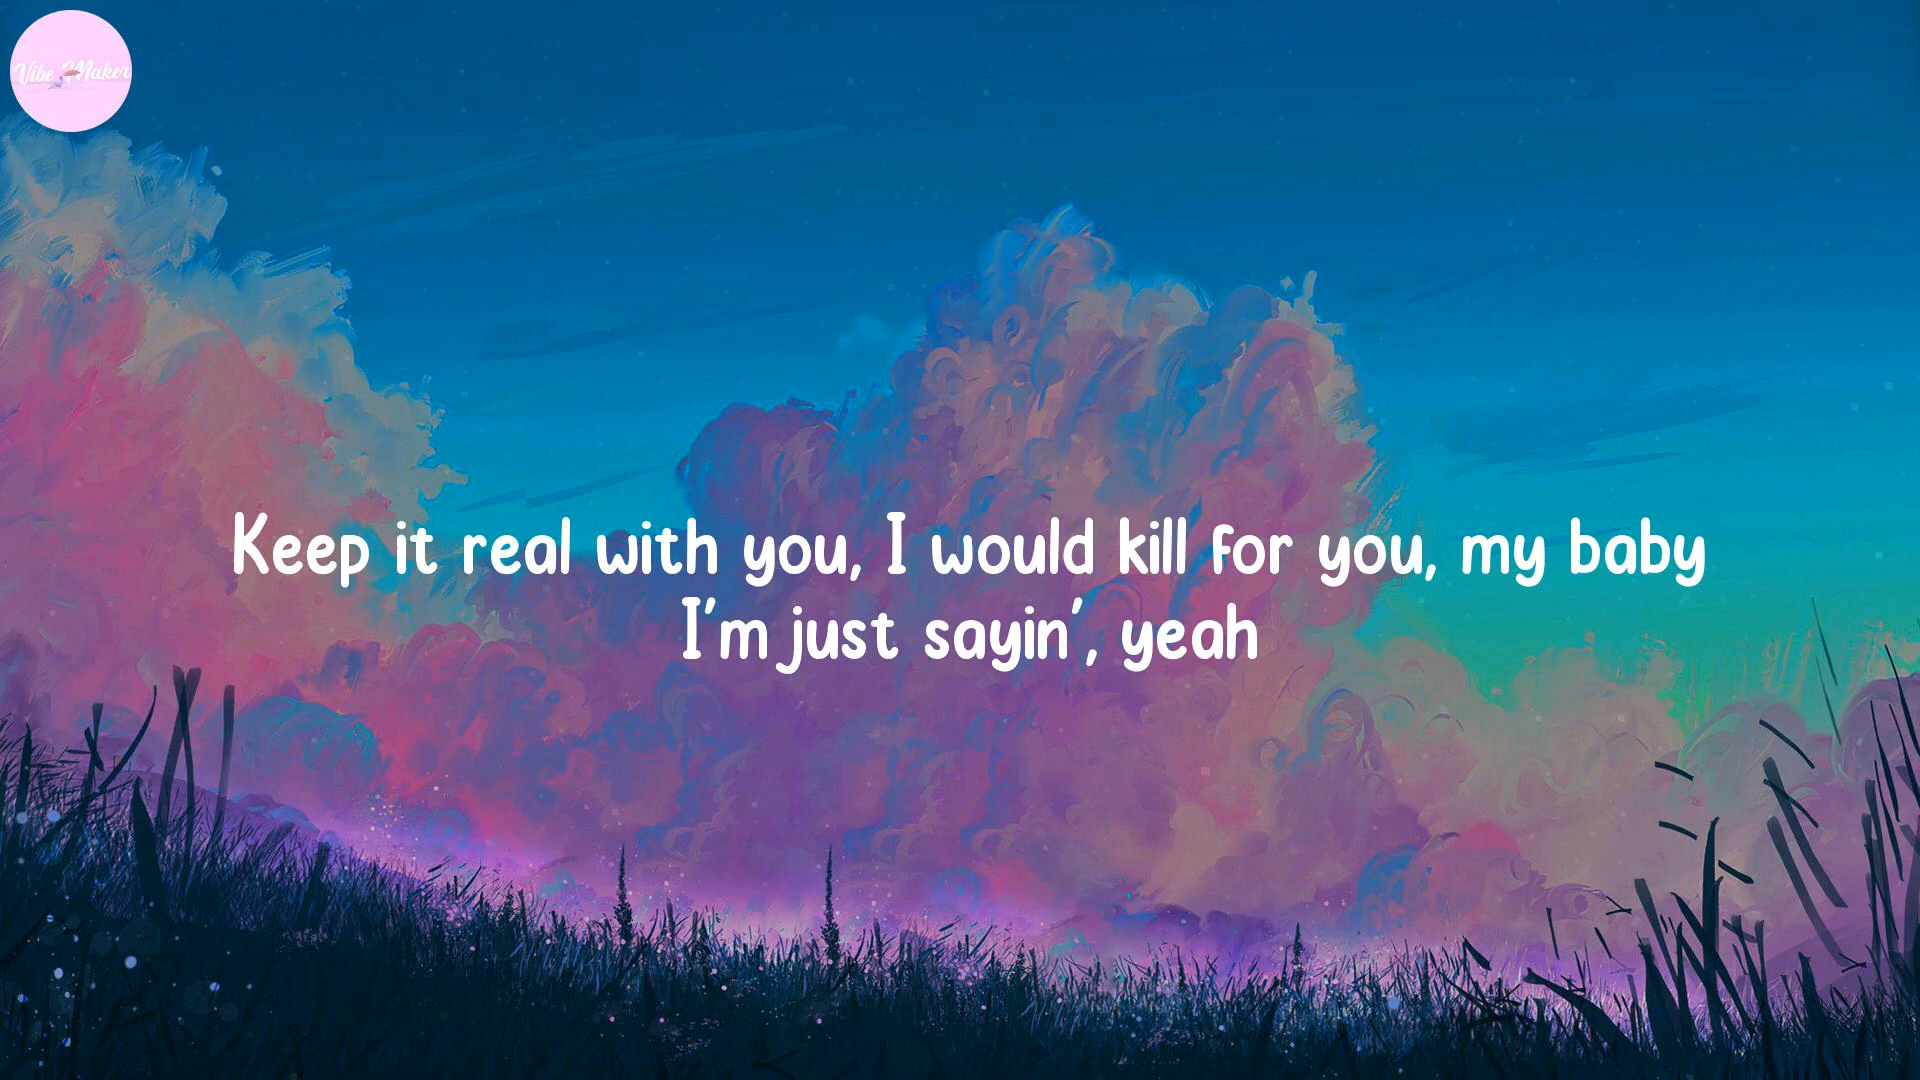 Vibe Maker
Keep it real with you, I would kill for you, my baby
I'm just sayin', yeah